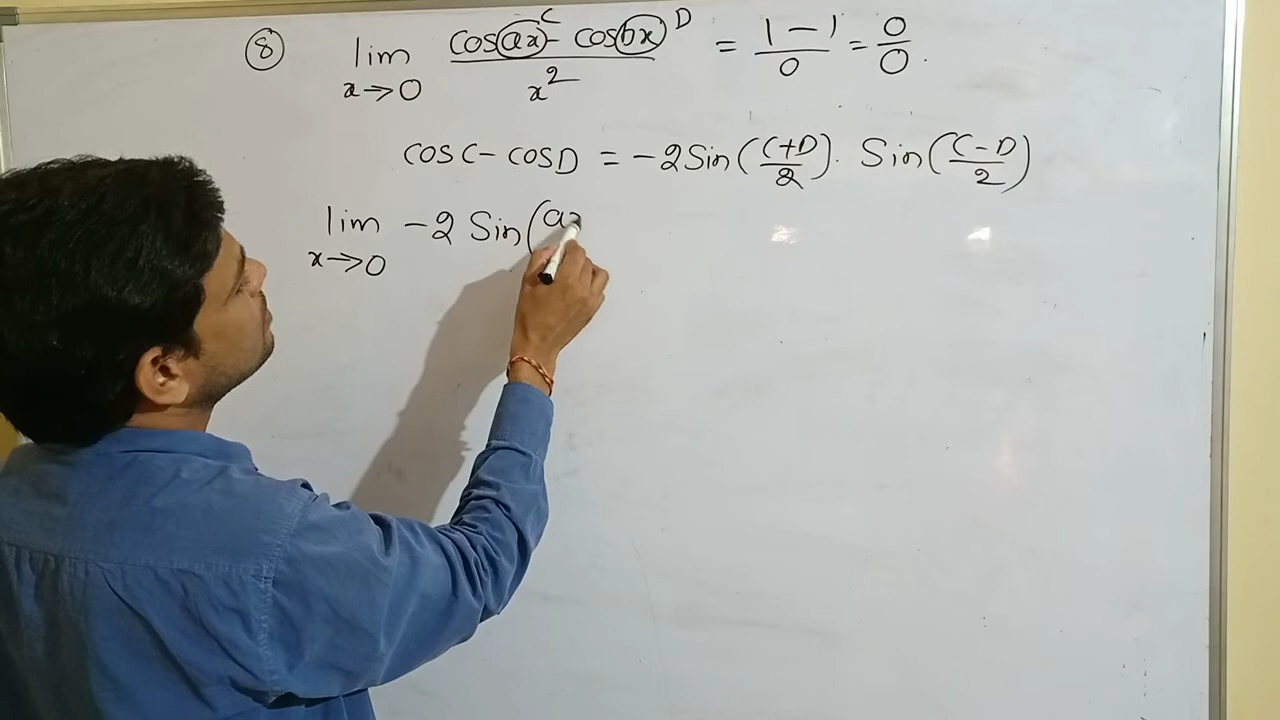 ⑧ lim x→0 (cos(ax) - cos(bx))/x² = (1-1)/0 = 0/0 . C D
cos C - cos D = -2 Sin((C+D)/2) . Sin((C-D)/2)
lim x→0 -2 Sin(a